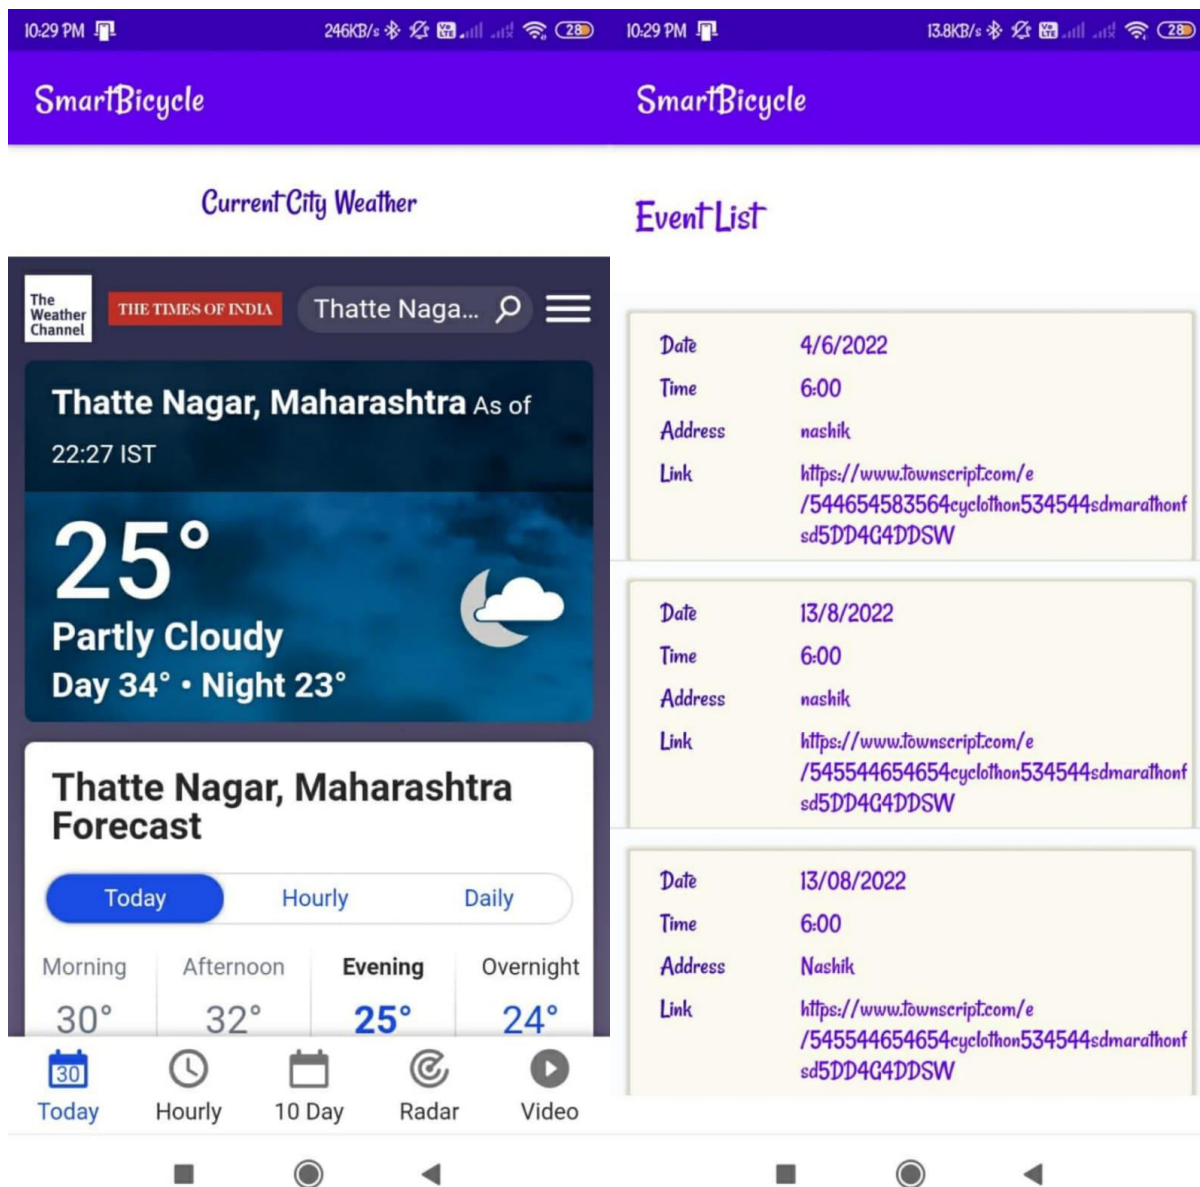 10:29 PM
246KB/s
Vo LTE
28
SmartBicycle
Current City Weather
The
Weather
Channel
THE TIMES OF INDIA
Thatte Naga...
Thatte Nagar, Maharashtra As of
22:27 IST
25°
Partly Cloudy
Day 34° • Night 23°
Thatte Nagar, Maharashtra
Forecast
Today Hourly Daily
Morning Afternoon Evening Overnight
30° 32° 25° 24°
30
Today Hourly 10 Day Radar Video
10:29 PM
13.8KB/s
Vo LTE
28
SmartBicycle
Event List
Date 4/6/2022
Time 6:00
Address nashik
Link https://www.townscript.com/e
/544654583564cyclothon534544sdmarathonf
sd5DD4G4DDSW
Date 13/8/2022
Time 6:00
Address nashik
Link https://www.townscript.com/e
/545544654654cyclothon534544sdmarathonf
sd5DD4G4DDSW
Date 13/08/2022
Time 6:00
Address Nashik
Link https://www.townscript.com/e
/545544654654cyclothon534544sdmarathonf
sd5DD4G4DDSW